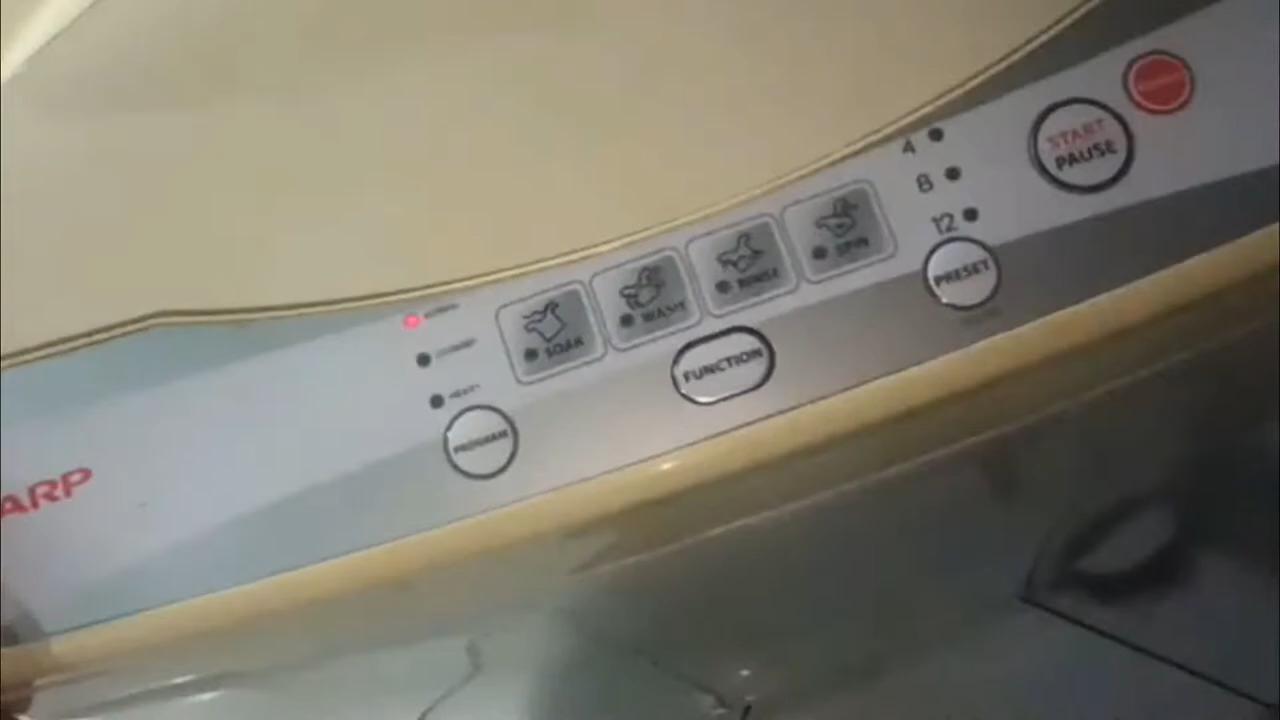 ARP
SOAK
WASH
RINSE
SPIN
4
8
12
START
PAUSE
PROGRAM
FUNCTION
PRESET